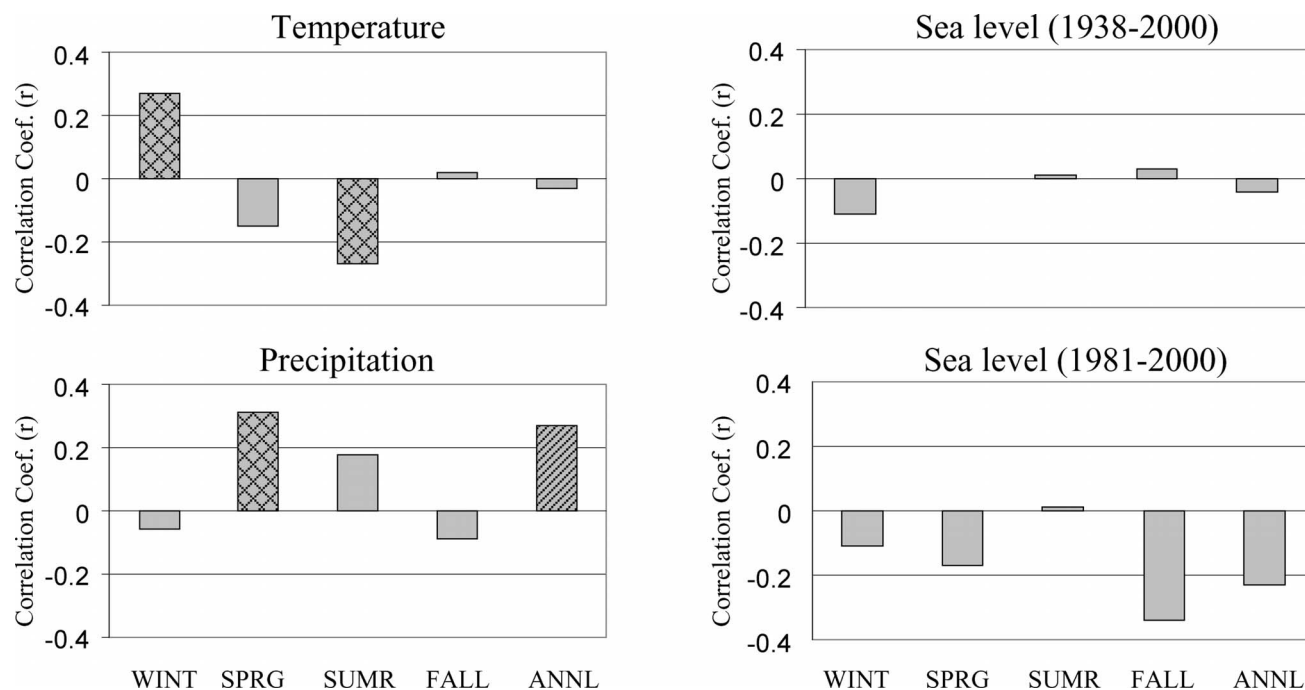 Temperature
Correlation Coef. (r)
0.4
0.2
0
-0.2
-0.4
Sea level (1938-2000)
Correlation Coef. (r)
0.4
0.2
0
-0.2
-0.4
Precipitation
Correlation Coef. (r)
0.4
0.2
0
-0.2
-0.4
WINT SPRG SUMR FALL ANNL
Sea level (1981-2000)
Correlation Coef. (r)
0.4
0.2
0
-0.2
-0.4
WINT SPRG SUMR FALL ANNL